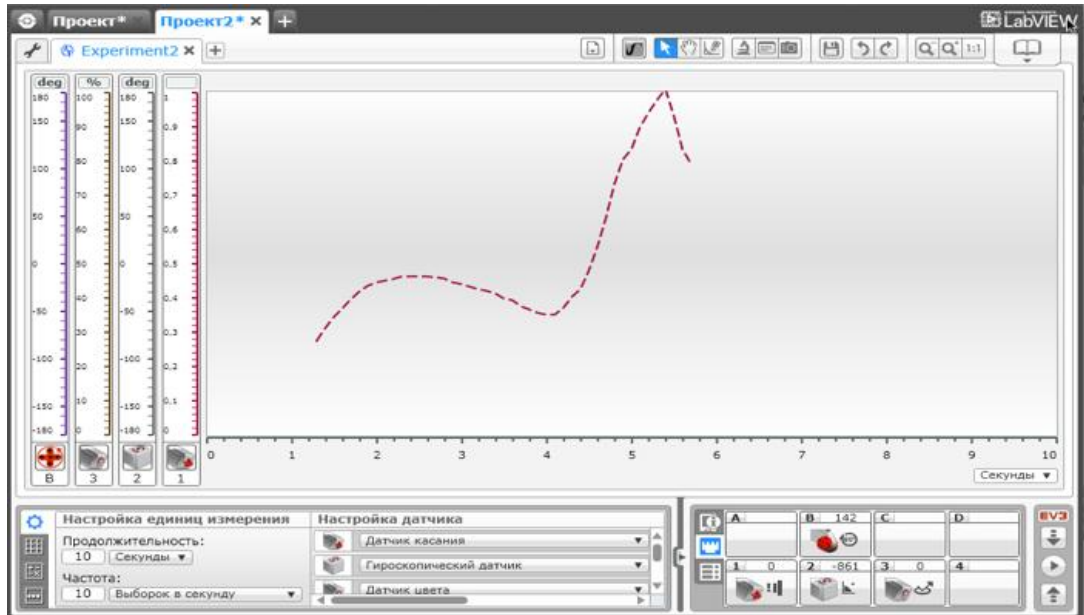 Проект* Проект2* × +
LabVIEW
Experiment2 × +
1:1
deg % deg
180 100 180 1
150 90 150 0.9
100 80 100 0.8
70 0.7
50 60 50 0.6
0 50 0 0.5
-50 40 -50 0.4
30 0.3
-100 20 -100 0.2
-150 10 -150 0.1
-180 0 -180 0
B 3 2 1
0 1 2 3 4 5 6 7 8 9 10
Секунды
Настройка единиц измерения
Продолжительность:
10 Секунды
Частота:
10 Выборок в секунду
Настройка датчика
Датчик касания
Гироскопический датчик
Датчик цвета
A B 142 C D
1 0 2 -861 3 0 4
EV3